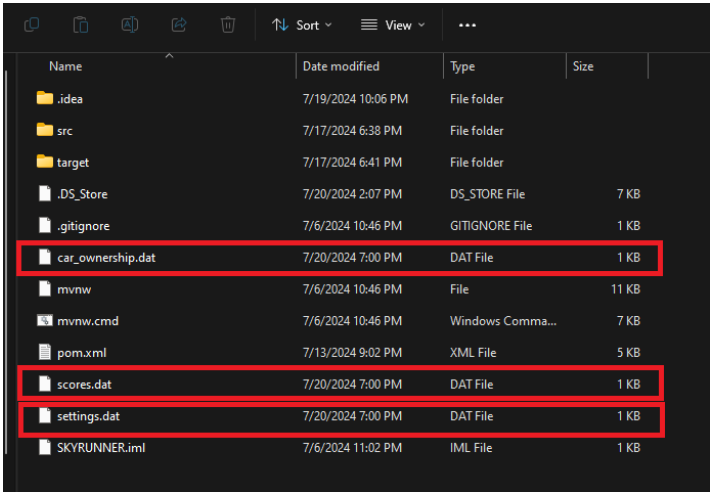 Sort View
Name Date modified Type Size
.idea 7/19/2024 10:06 PM File folder
src 7/17/2024 6:38 PM File folder
target 7/17/2024 6:41 PM File folder
.DS_Store 7/20/2024 2:07 PM DS_STORE File 7 KB
.gitignore 7/6/2024 10:46 PM GITIGNORE File 1 KB
car_ownership.dat 7/20/2024 7:00 PM DAT File 1 KB
mvnw 7/6/2024 10:46 PM File 11 KB
mvnw.cmd 7/6/2024 10:46 PM Windows Comma... 7 KB
pom.xml 7/13/2024 9:02 PM XML File 5 KB
scores.dat 7/20/2024 7:00 PM DAT File 1 KB
settings.dat 7/20/2024 7:00 PM DAT File 1 KB
SKYRUNNER.iml 7/6/2024 11:02 PM IML File 1 KB